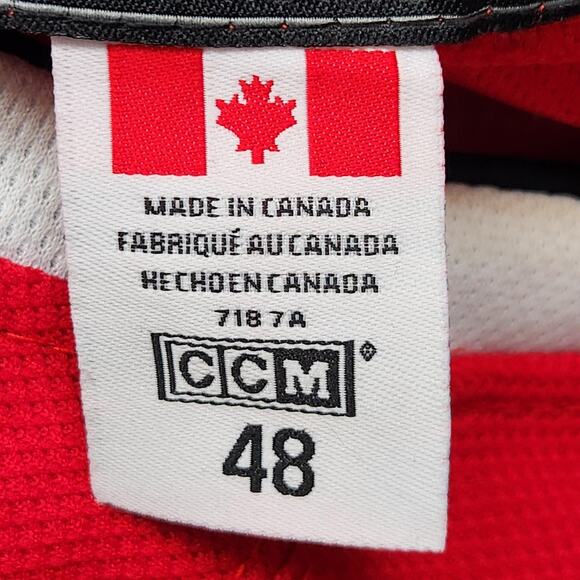 MADE IN CANADA
FABRIQUÉ AU CANADA
HECHO EN CANADA
718 7A
CCM®
48